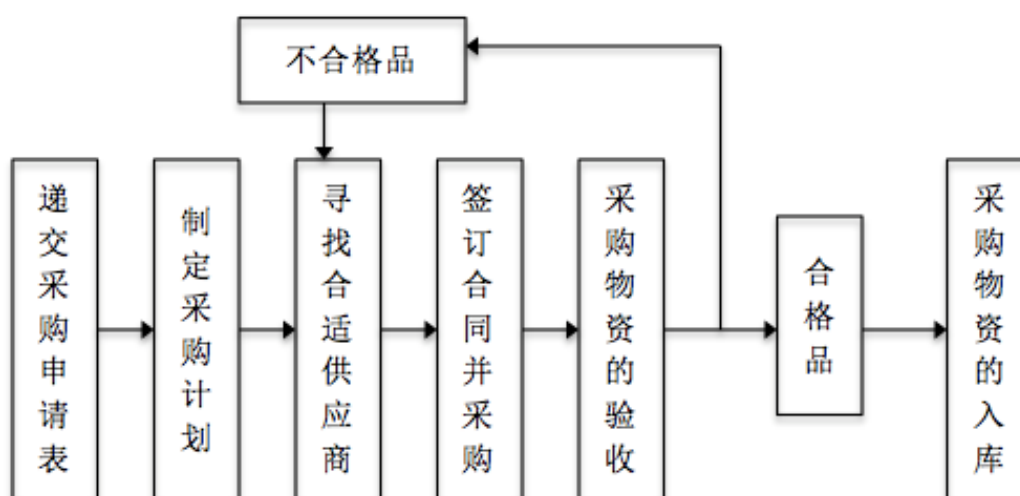 不合格品
递交采购申请表
制定采购计划
寻找合适供应商
签订合同并采购
采购物资的验收
合格品
采购物资的入库